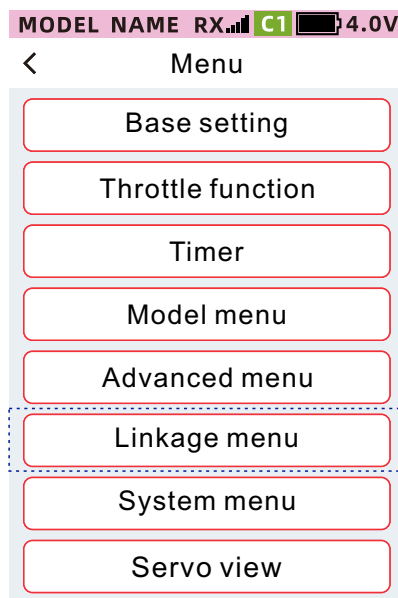 MODEL NAME RX C1 4.0V
Menu
Base setting
Throttle function
Timer
Model menu
Advanced menu
Linkage menu
System menu
Servo view